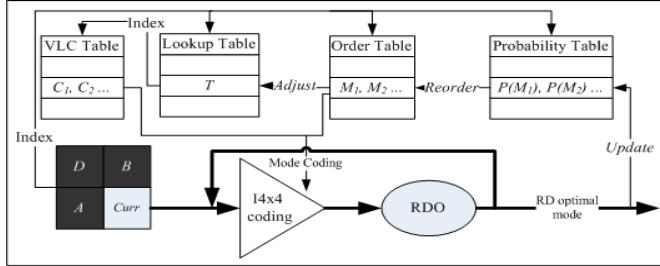 Index
VLC Table
Lookup Table
Order Table
Probability Table
C1, C2 ...
T
Adjust
M1, M2 ...
Reorder
P(M1), P(M2) ...
Index
Update
D B
Mode Coding
A Curr
I4x4
coding
RDO
RD optimal
mode